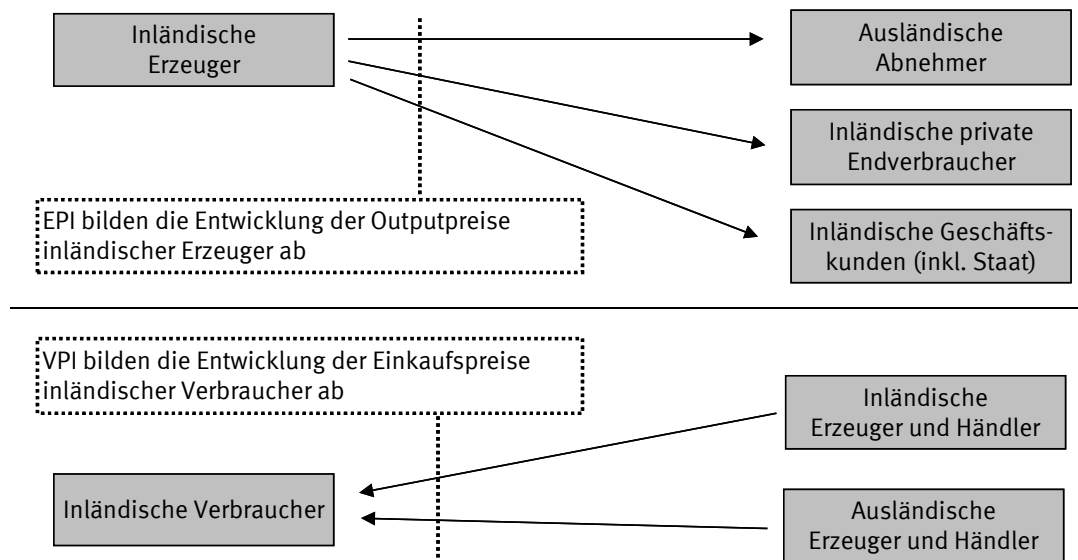 Inländische
Erzeuger
Ausländische
Abnehmer
Inländische private
Endverbraucher
EPI bilden die Entwicklung der Outputpreise
inländischer Erzeuger ab
Inländische Geschäfts-
kunden (inkl. Staat)
VPI bilden die Entwicklung der Einkaufspreise
inländischer Verbraucher ab
Inländische
Erzeuger und Händler
Inländische Verbraucher
Ausländische
Erzeuger und Händler